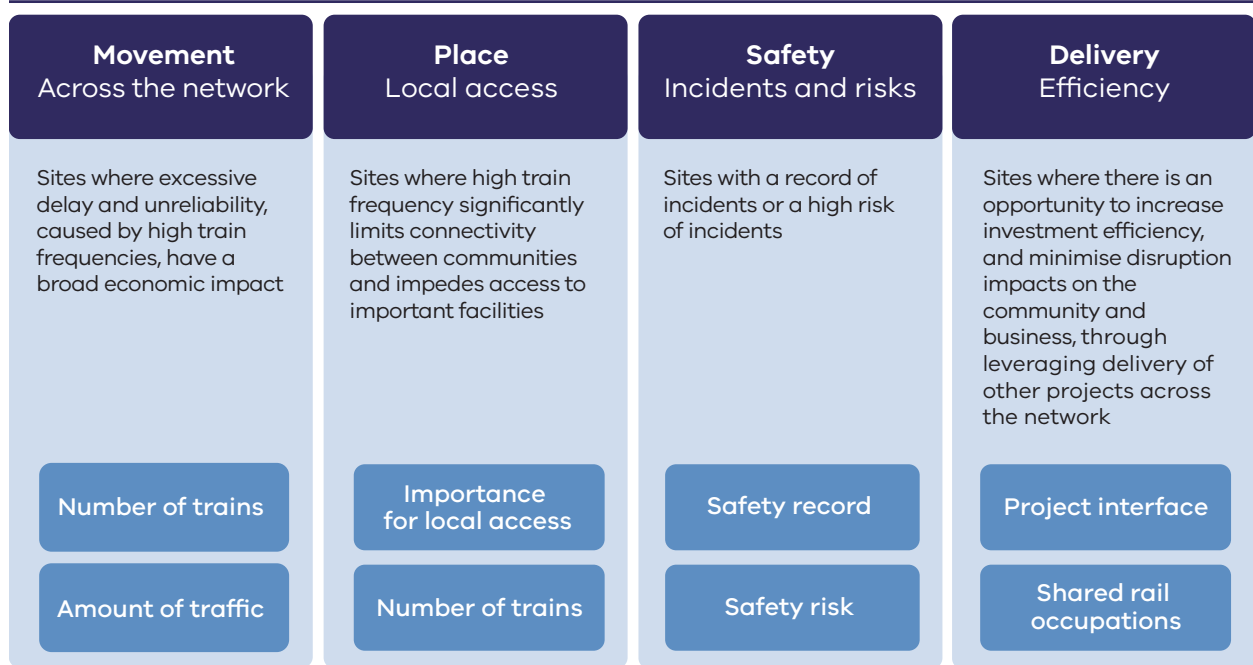 Movement
Across the network
Sites where excessive
delay and unreliability,
caused by high train
frequencies, have a
broad economic impact
Number of trains
Amount of traffic
Place
Local access
Sites where high train
frequency significantly
limits connectivity
between communities
and impedes access to
important facilities
Importance
for local access
Number of trains
Safety
Incidents and risks
Sites with a record of
incidents or a high risk
of incidents
Safety record
Safety risk
Delivery
Efficiency
Sites where there is an
opportunity to increase
investment efficiency,
and minimise disruption
impacts on the
community and
business, through
leveraging delivery of
other projects across
the network
Project interface
Shared rail
occupations